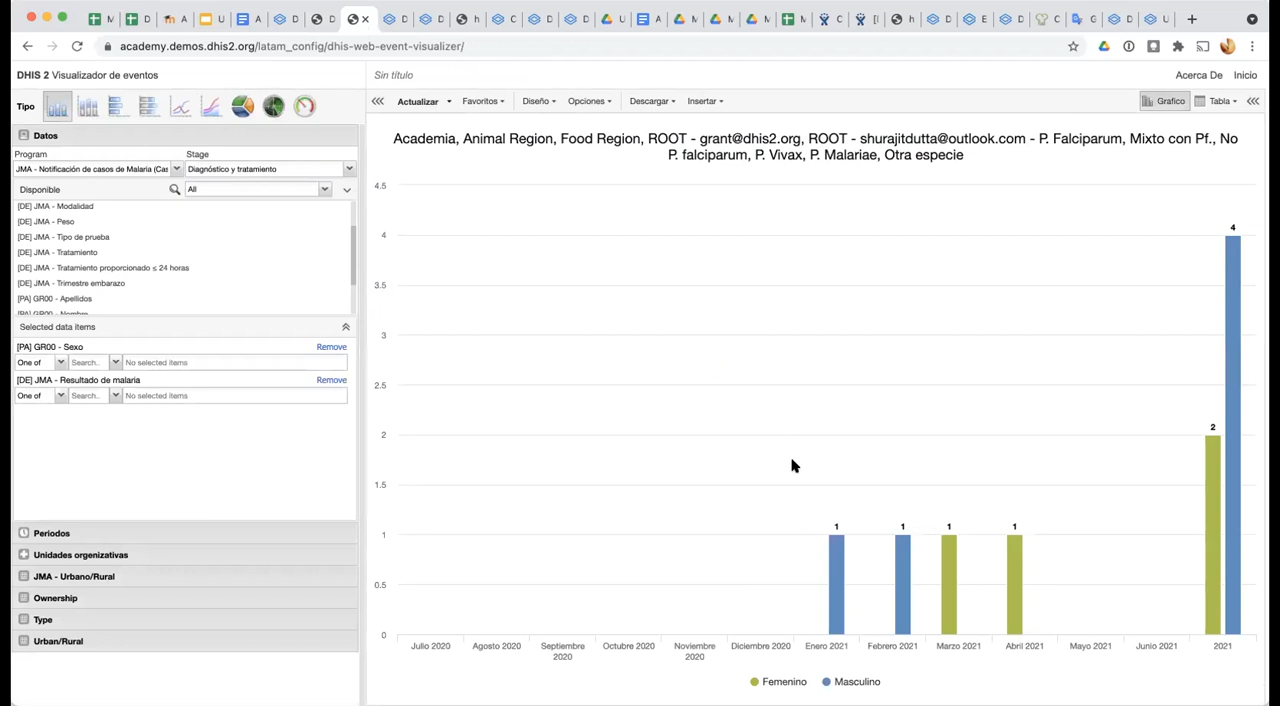 M
D
A
U
A
D
D
D
D
h
C
D
D
U
A
M
M
M
M
h
D
E
D
C
G
D
U
academy.demos.dhis2.org/latam_config/dhis-web-event-visualizer/
DHIS 2 Visualizador de eventos
Sin título
Acerca De Inicio
Tipo
Actualizar Favoritos Diseño Opciones Descargar Insertar Grafico Tabla
Datos
Program Stage
JMA - Notificación de casos de Malaria (Cas Diagnóstico y tratamiento
Disponible All
[DE] JMA - Modalidad
[DE] JMA - Peso
[DE] JMA - Tipo de prueba
[DE] JMA - Tratamiento
[DE] JMA - Tratamiento proporcionado ≤ 24 horas
[DE] JMA - Trimestre embarazo
[PA] GR00 - Apellidos
[PA] GR00 - Nombre
Selected data items
[PA] GR00 - Sexo Remove
One of Search.. No selected items
[DE] JMA - Resultado de malaria Remove
One of Search.. No selected items
Periodos
Unidades organizativas
JMA - Urbano/Rural
Ownership
Type
Urban/Rural
Academia, Animal Region, Food Region, ROOT - grant@dhis2.org, ROOT - shurajitdutta@outlook.com - P. Falciparum, Mixto con Pf., No
P. falciparum, P. Vivax, P. Malariae, Otra especie
4.5
4
3.5
3
2.5
2
1.5
1
0.5
0
1
1
1
1
2
4
Julio 2020
Agosto 2020
Septiembre
2020
Octubre 2020
Noviembre
2020
Diciembre 2020
Enero 2021
Febrero 2021
Marzo 2021
Abril 2021
Mayo 2021
Junio 2021
2021
Femenino Masculino